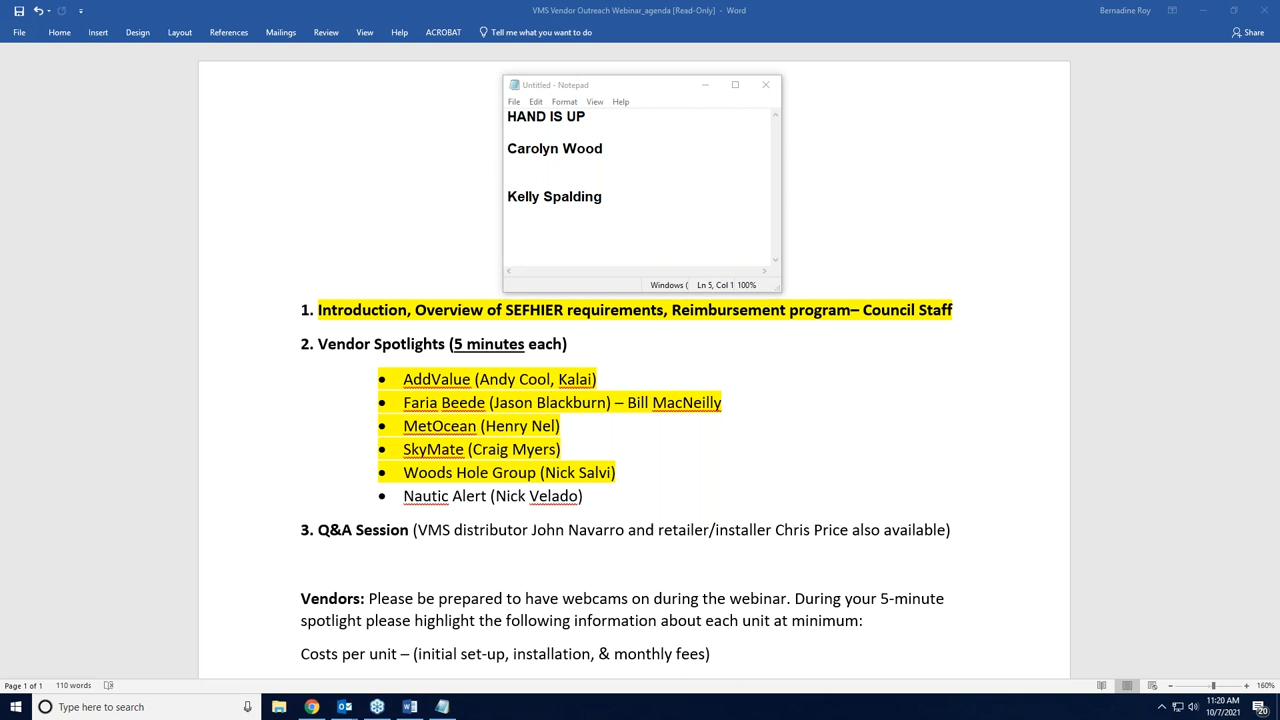 VMS Vendor Outreach Webinar_agenda [Read-Only] - Word
Bernadine Roy
File Home Insert Design Layout References Mailings Review View Help ACROBAT Tell me what you want to do Share
Untitled - Notepad
File Edit Format View Help
HAND IS UP
Carolyn Wood
Kelly Spalding
Windows ( Ln 5, Col 1 100%
1. Introduction, Overview of SEFHIER requirements, Reimbursement program– Council Staff
2. Vendor Spotlights (5 minutes each)
• AddValue (Andy Cool, Kalai)
• Faria Beede (Jason Blackburn) – Bill MacNeilly
• MetOcean (Henry Nel)
• SkyMate (Craig Myers)
• Woods Hole Group (Nick Salvi)
• Nautic Alert (Nick Velado)
3. Q&A Session (VMS distributor John Navarro and retailer/installer Chris Price also available)
Vendors: Please be prepared to have webcams on during the webinar. During your 5-minute
spotlight please highlight the following information about each unit at minimum:
Costs per unit – (initial set-up, installation, & monthly fees)
Page 1 of 1 110 words 160%
Type here to search
11:20 AM
10/7/2021
20